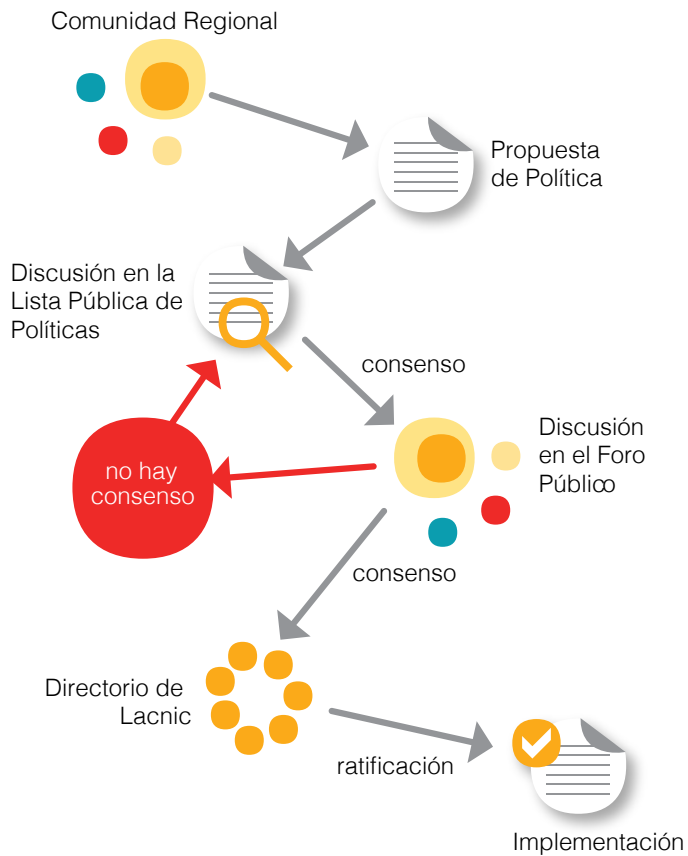 Comunidad Regional
Propuesta
de Política
Discusión en la
Lista Pública de
Políticas
consenso
Discusión
en el Foro
Público
no hay
consenso
consenso
Directorio de
Lacnic
ratificación
Implementación